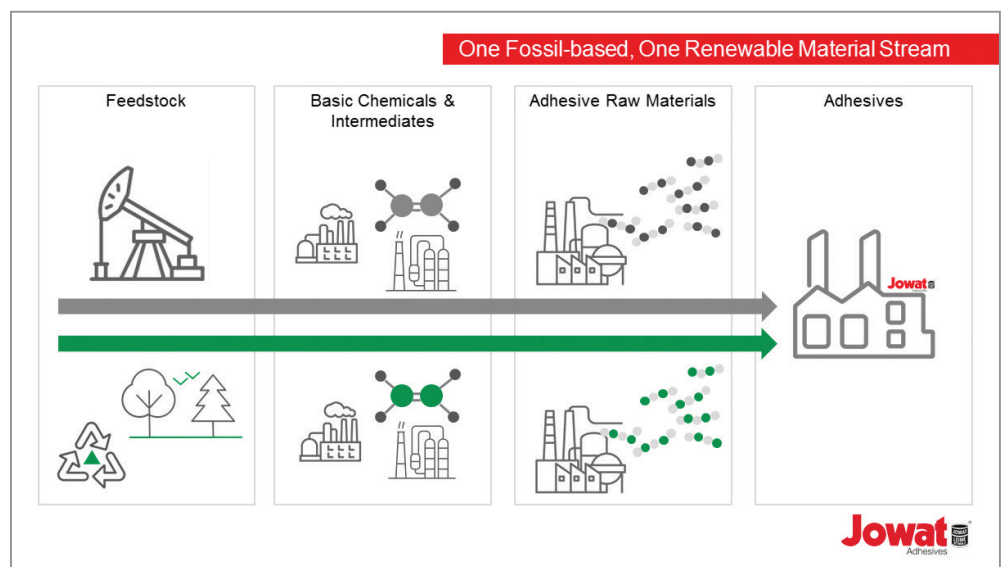 One Fossil-based, One Renewable Material Stream
Feedstock
Basic Chemicals &
Intermediates
Adhesive Raw Materials
Adhesives
Jowat
Jowat
Adhesives